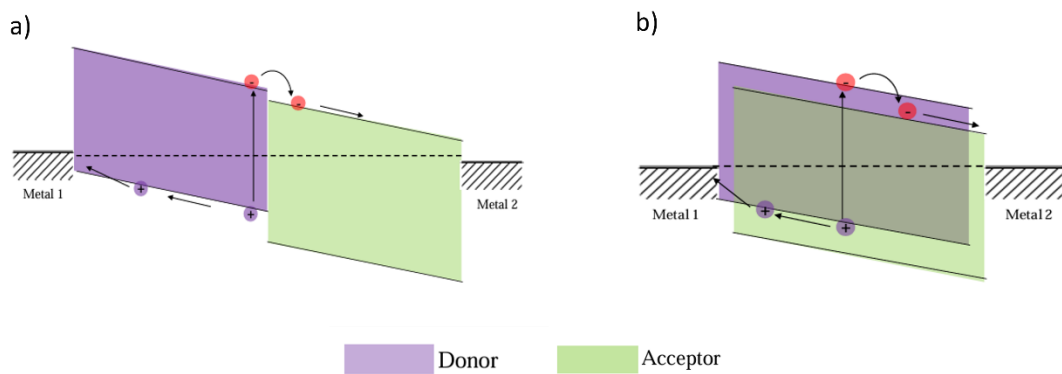 a)
b)
-
-
+
+
Metal 1
Metal 2
-
-
+
+
Metal 1
Metal 2
Donor
Acceptor